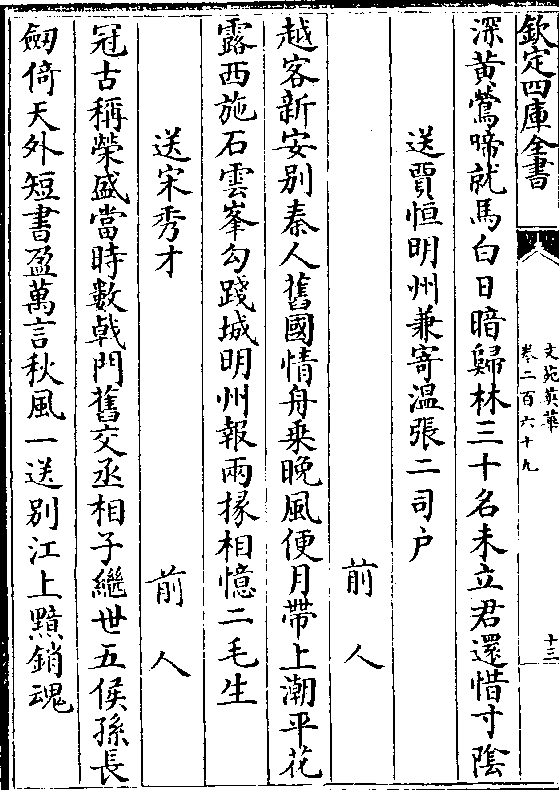 欽定四庫全書
文苑英華
卷二百六十九
十三
深黄鶯啼就馬白日暗歸林三十名未立君還惜寸隂
送賈恒明州兼寄温張二司户
前人
越客新安别秦人舊國情舟乗晚風便月帶上潮平花
露西施石雲峯勾踐城明州報兩掾相憶二毛生
送宋秀才
前人
冠古稱榮盛當時數㦸門舊交丞相子繼世五侯孫長
劒倚天外短書盈萬言秋風一送别江上黯銷魂